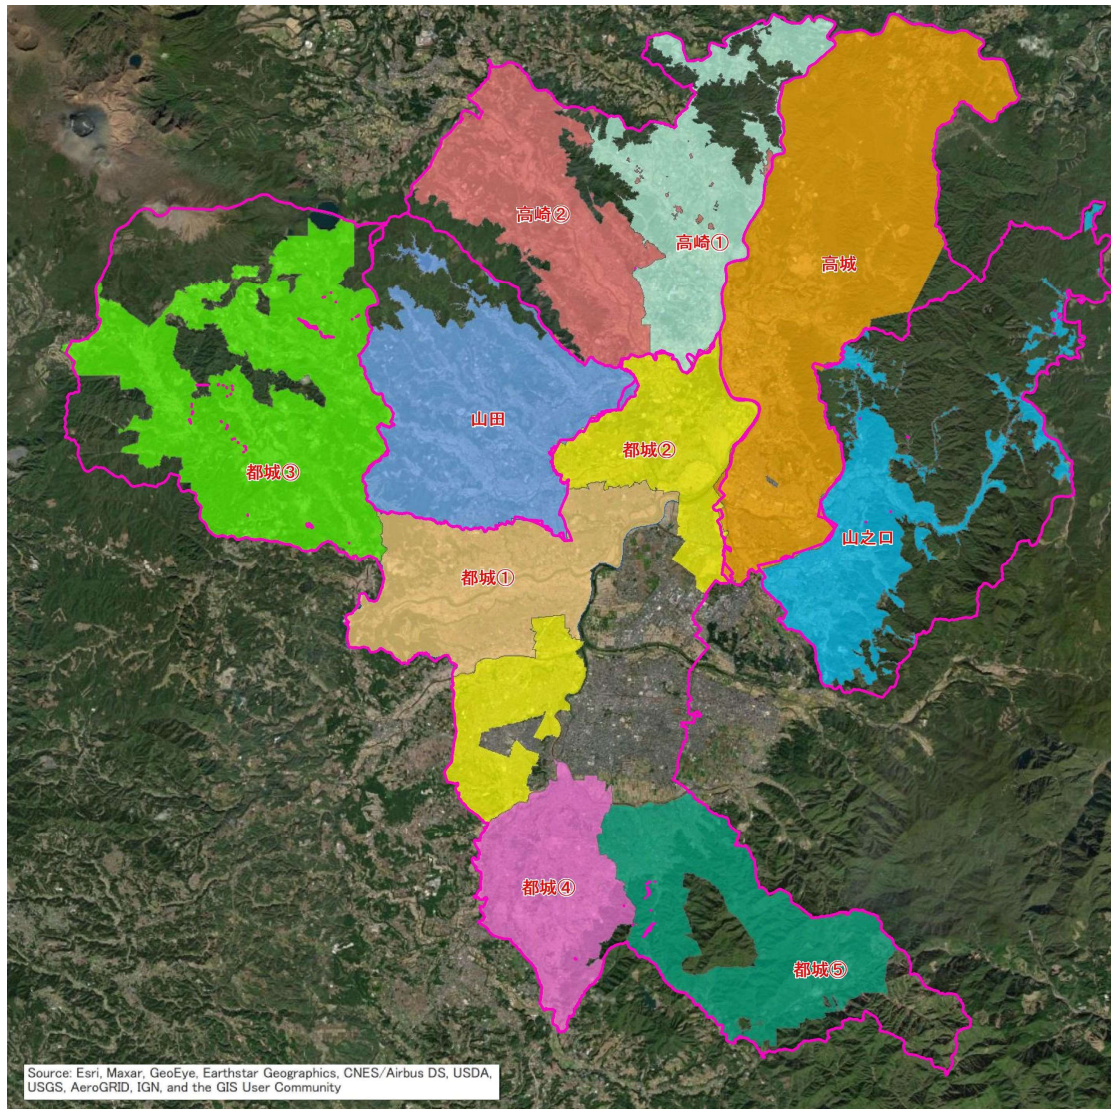 高崎②
高崎①
高城
山田
都城②
都城③
山之口
都城①
都城④
都城⑤
Source: Esri, Maxar, GeoEye, Earthstar Geographics, CNES/Airbus DS, USDA,
USGS, AeroGRID, IGN, and the GIS User Community